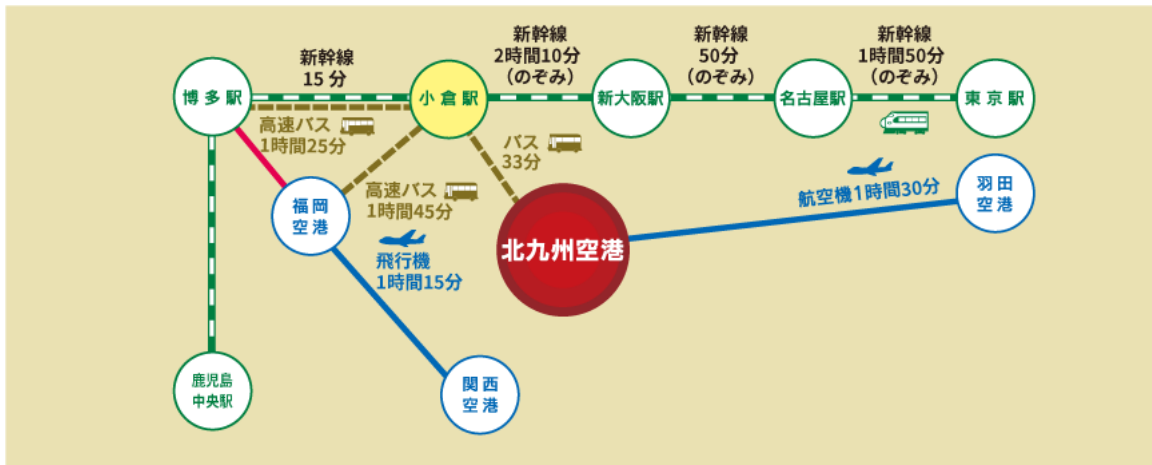 新幹線
15分
新幹線
2時間10分
（のぞみ）
新幹線
50分
（のぞみ）
新幹線
1時間50分
（のぞみ）
博多駅
小倉駅
新大阪駅
名古屋駅
東京駅
高速バス
1時間25分
バス
33分
高速バス
1時間45分
福岡
空港
飛行機
1時間15分
北九州空港
航空機1時間30分
羽田
空港
鹿児島
中央駅
関西
空港